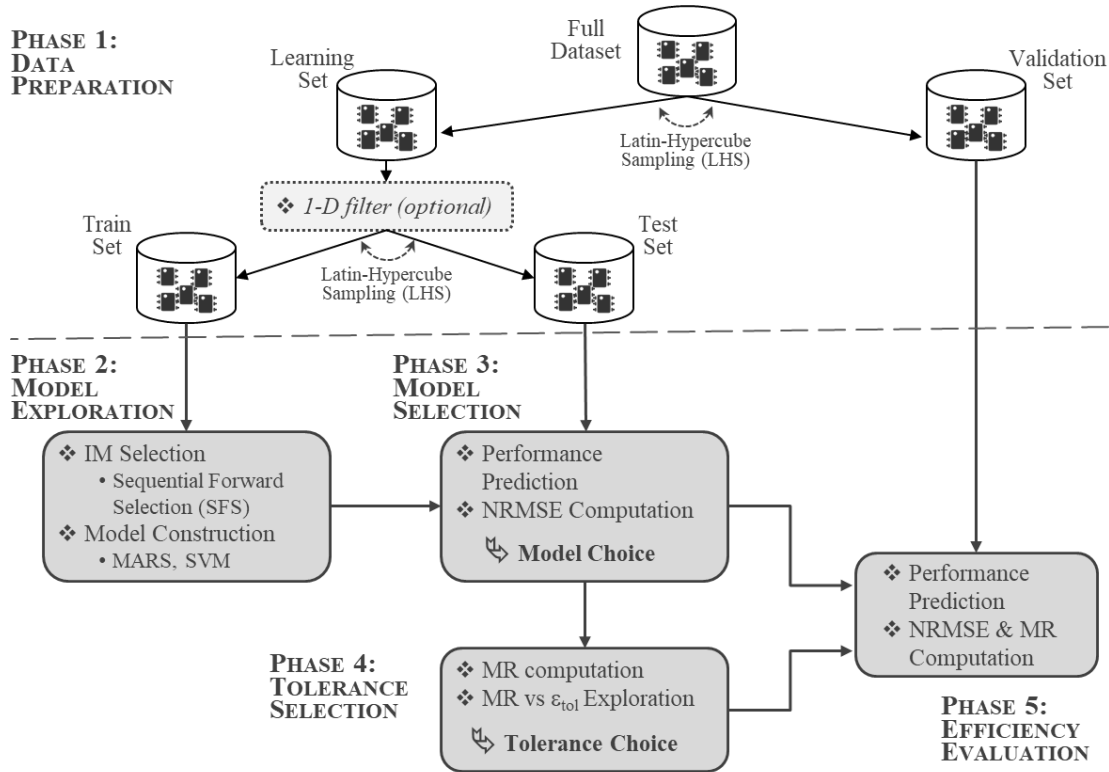 PHASE 1:
DATA
PREPARATION
Full
Dataset
Learning
Set
Validation
Set
Latin-Hypercube
Sampling (LHS)
❖ 1-D filter (optional)
Train
Set
Test
Set
Latin-Hypercube
Sampling (LHS)
PHASE 2:
MODEL
EXPLORATION
❖ IM Selection
• Sequential Forward
Selection (SFS)
❖ Model Construction
• MARS, SVM
PHASE 3:
MODEL
SELECTION
❖ Performance
Prediction
❖ NRMSE Computation
Model Choice
PHASE 4:
TOLERANCE
SELECTION
❖ MR computation
❖ MR vs εtol Exploration
Tolerance Choice
❖ Performance
Prediction
❖ NRMSE & MR
Computation
PHASE 5:
EFFICIENCY
EVALUATION